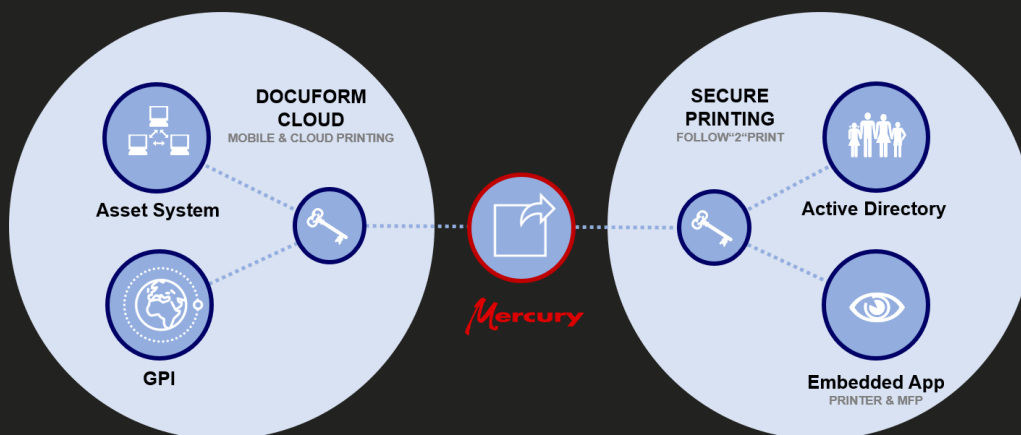 DOCUFORM
CLOUD
MOBILE & CLOUD PRINTING
Asset System
GPI
Mercury
SECURE
PRINTING
FOLLOW“2“PRINT
Active Directory
Embedded App
PRINTER & MFP